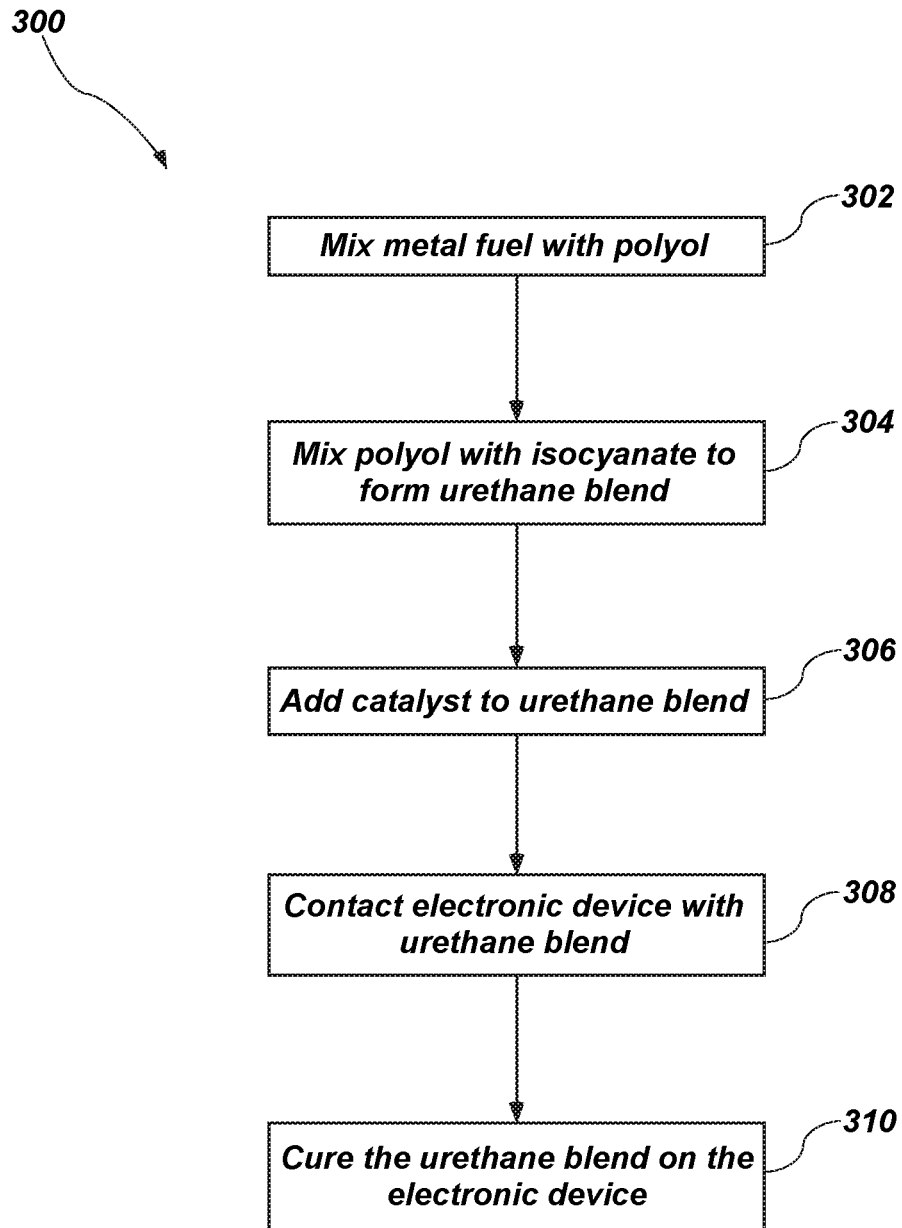 300
302
Mix metal fuel with polyol
304
Mix polyol with isocyanate to
form urethane blend
306
Add catalyst to urethane blend
308
Contact electronic device with
urethane blend
310
Cure the urethane blend on the
electronic device